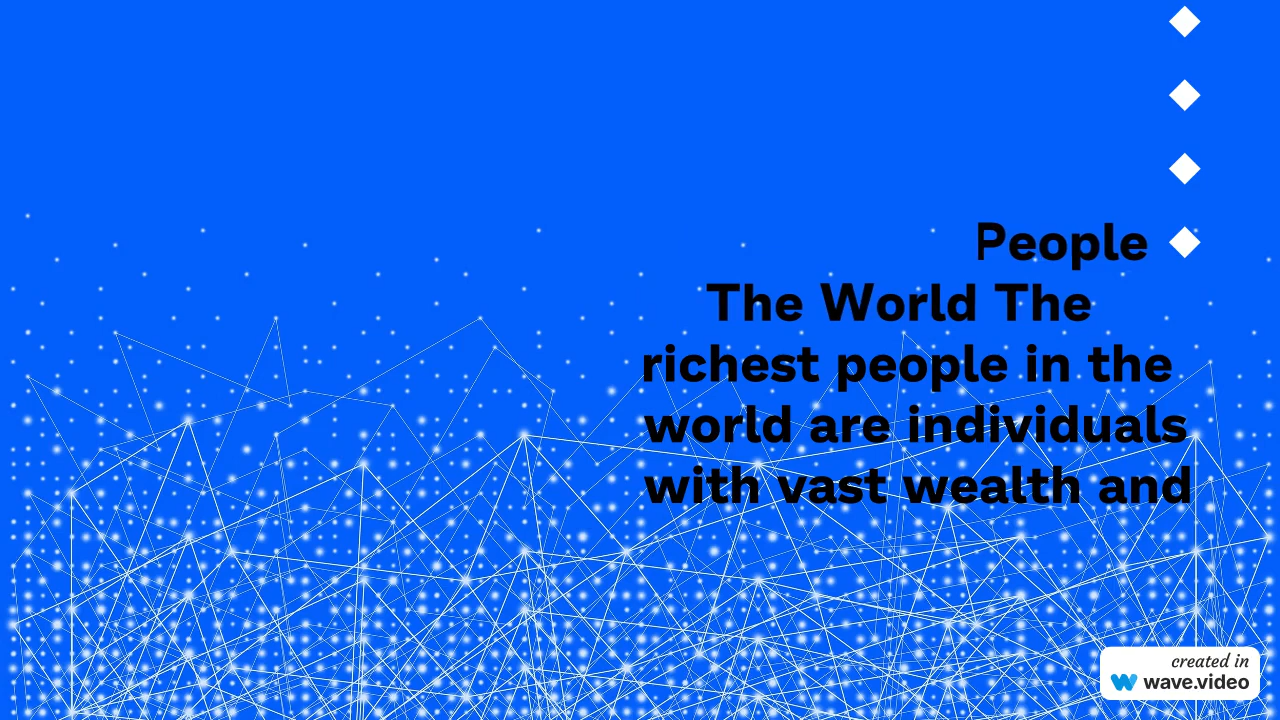 People
The World The
richest people in the
world are individuals
with vast wealth and
created in
wave.video